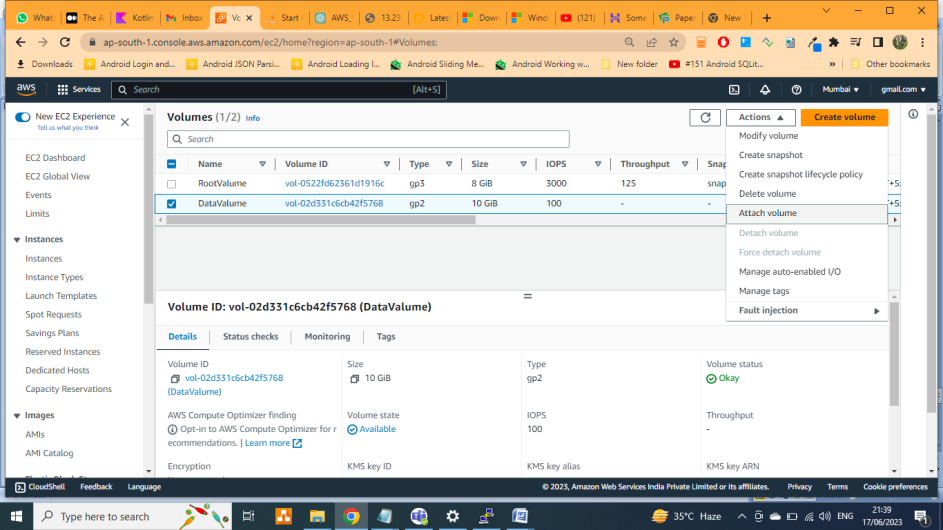 What:
The A
Kotlin
Inbox
Vo
Start
AWS_
13.23
Latest
Down
Wind
(121)
Some
Paper
New
ap-south-1.console.aws.amazon.com/ec2/home?region=ap-south-1#Volumes:
Downloads Android Login and... Android JSON Parsi... Android Loading I... Android Sliding Me... Android Working w... New folder #151 Android SQLit... » Other bookmarks
aws Services Search [Alt+S] Mumbai gmail.com
New EC2 Experience
Tell us what you think
EC2 Dashboard
EC2 Global View
Events
Limits
Instances
Instances
Instance Types
Launch Templates
Spot Requests
Savings Plans
Reserved Instances
Dedicated Hosts
Capacity Reservations
Images
AMIs
AMI Catalog
Volumes (1/2) Info
Actions
Create volume
Search
Name Volume ID Type Size IOPS Throughput Snap
RootValume vol-0522fd62361d1916c gp3 8 GiB 3000 125 snap
DataValume vol-02d331c6cb42f5768 gp2 10 GiB 100 - -
Modify volume
Create snapshot
Create snapshot lifecycle policy
Delete volume
Attach volume
Detach volume
Force detach volume
Manage auto-enabled I/O
Manage tags
Fault injection
Volume ID: vol-02d331c6cb42f5768 (DataValume)
Details Status checks Monitoring Tags
Volume ID
vol-02d331c6cb42f5768
(DataValume)
Size
10 GiB
Type
gp2
Volume status
Okay
AWS Compute Optimizer finding
Opt-in to AWS Compute Optimizer for r
ecommendations. | Learn more
Volume state
Available
IOPS
100
Throughput
-
Encryption
KMS key ID
KMS key alias
KMS key ARN
CloudShell Feedback Language © 2023, Amazon Web Services India Private Limited or its affiliates. Privacy Terms Cookie preferences
Type here to search
35°C Haze
ENG
21:39
17/06/2023